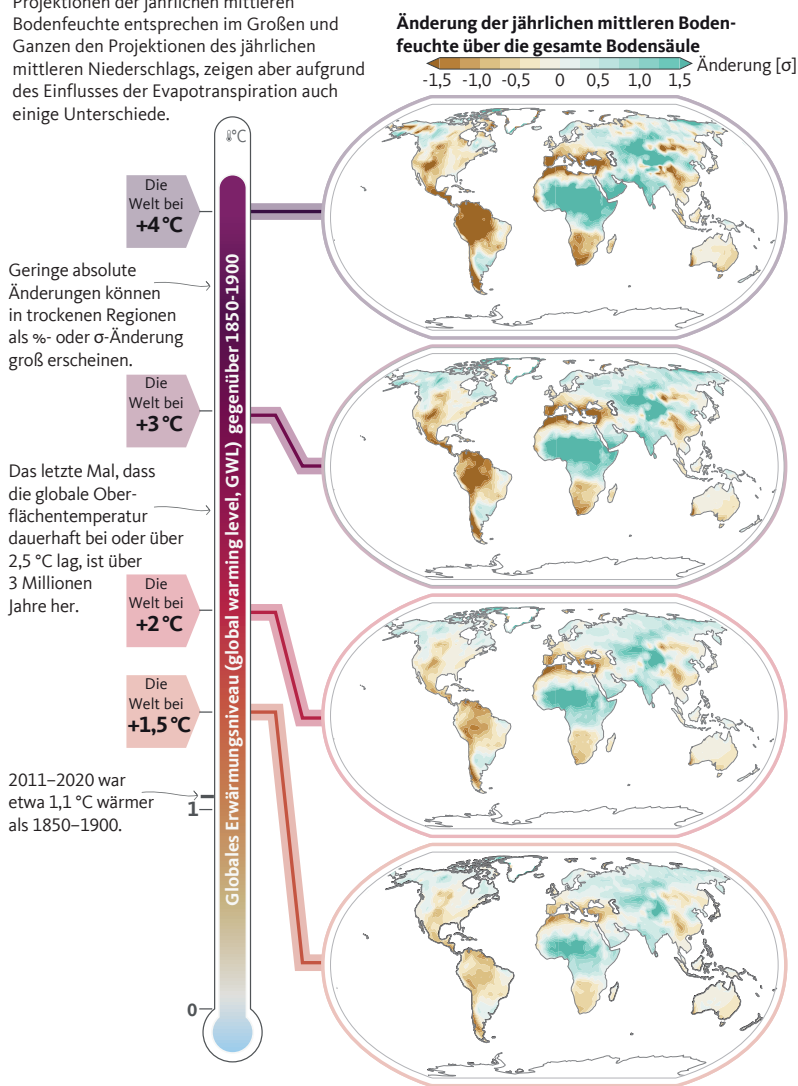 Projektionen der jährlichen mittleren
Bodenfeuchte entsprechen im Großen und
Ganzen den Projektionen des jährlichen
mittleren Niederschlags, zeigen aber aufgrund
des Einflusses der Evapotranspiration auch
einige Unterschiede.
Änderung der jährlichen mittleren Boden-
feuchte über die gesamte Bodensäule
Änderung [σ]
-1,5 -1,0 -0,5 0 0,5 1,0 1,5
°C
Die
Welt bei
+4 °C
Geringe absolute
Änderungen können
in trockenen Regionen
als %- oder σ-Änderung
groß erscheinen.
Die
Welt bei
+3 °C
Das letzte Mal, dass
die globale Ober-
flächentemperatur
dauerhaft bei oder über
2,5 °C lag, ist über
3 Millionen
Jahre her.
Die
Welt bei
+2 °C
Die
Welt bei
+1,5 °C
2011–2020 war
etwa 1,1 °C wärmer
als 1850–1900.
1
0
Globales Erwärmungsniveau (global warming level, GWL) gegenüber 1850-1900